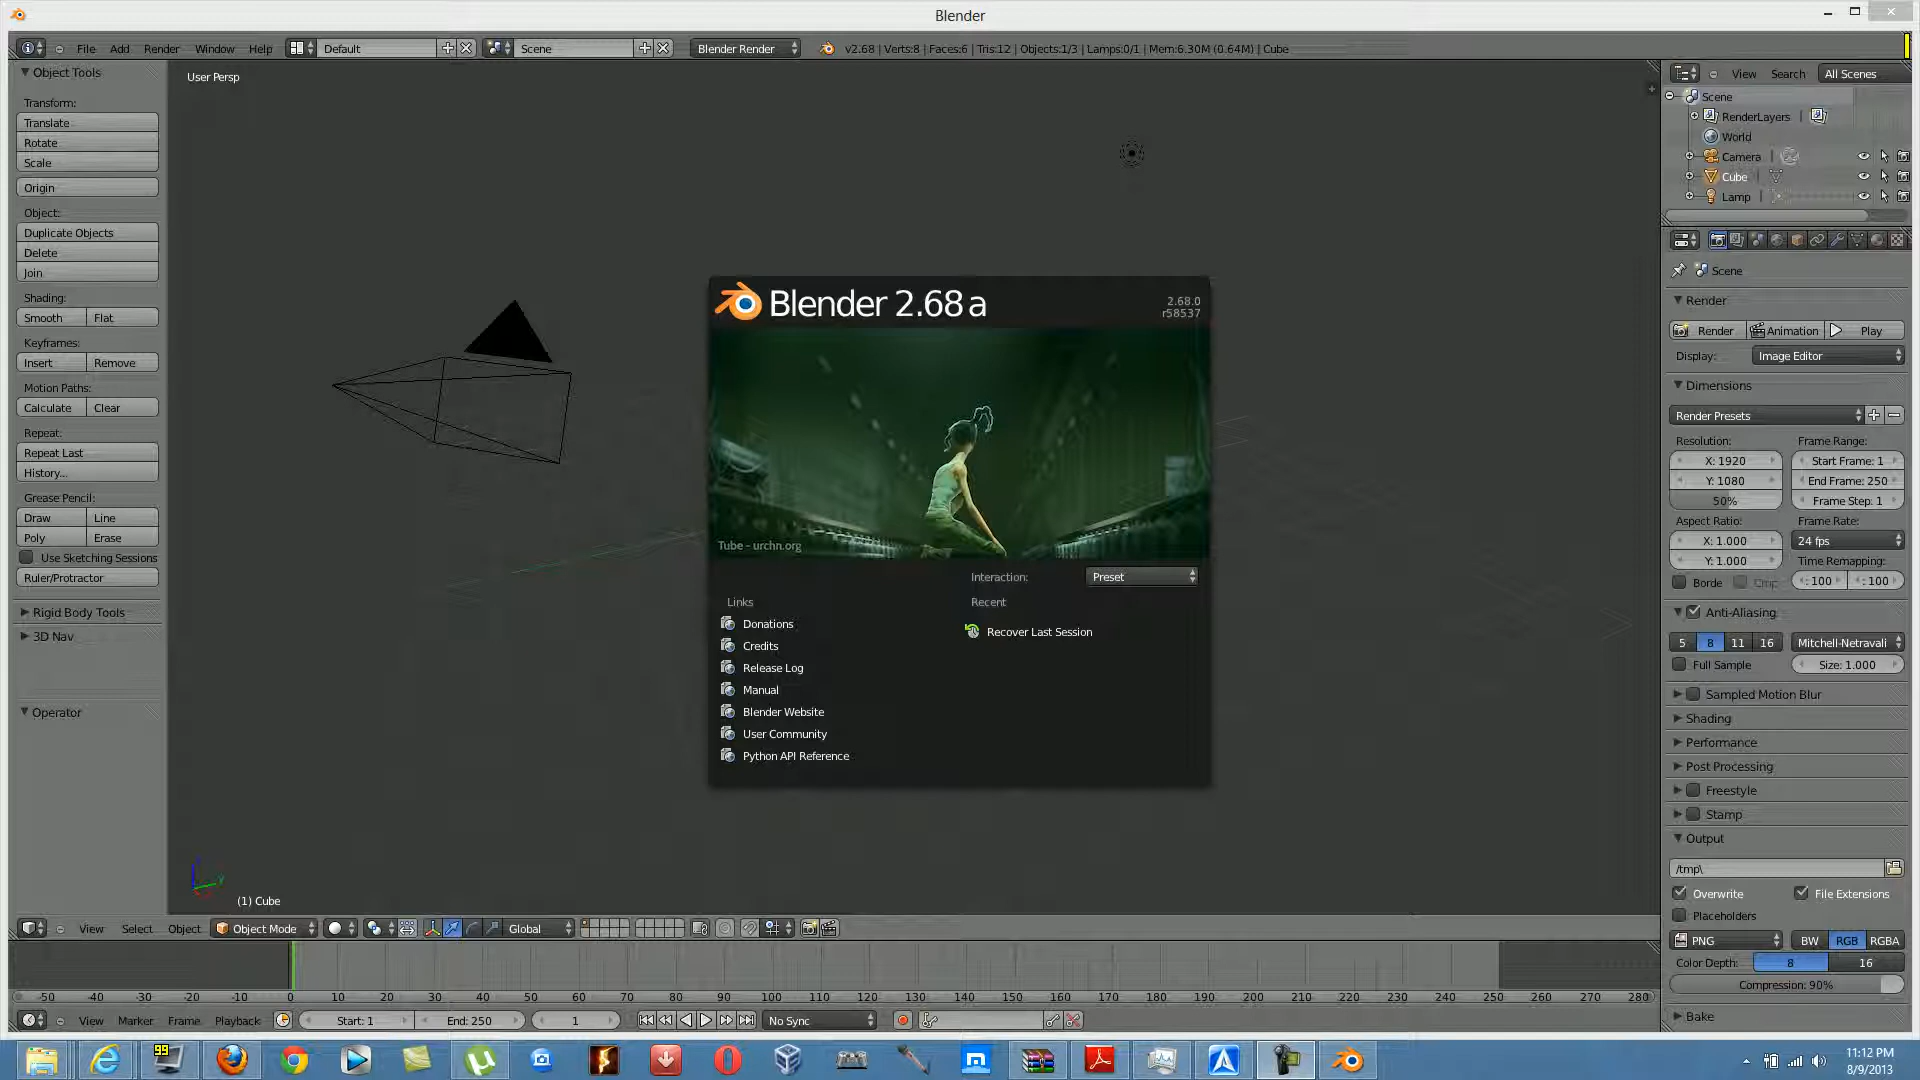 Blender
File Add Render Window Help Default Scene Blender Render v2.68 | Verts:8 | Faces:6 | Tris:12 | Objects:1/3 | Lamps:0/1 | Mem:6.30M (0.64M) | Cube
Object Tools
Transform:
Translate
Rotate
Scale
Origin
Object:
Duplicate Objects
Delete
Join
Shading:
Smooth Flat
Keyframes:
Insert Remove
Motion Paths:
Calculate Clear
Repeat:
Repeat Last
History...
Grease Pencil:
Draw Line
Poly Erase
Use Sketching Sessions
Ruler/Protractor
Rigid Body Tools
3D Nav
Operator
User Persp
Blender 2.68 a
2.68.0
r58537
Tube - urchn.org
Interaction: Preset
Links
Donations
Credits
Release Log
Manual
Blender Website
User Community
Python API Reference
Recent
Recover Last Session
(1) Cube
View Select Object Object Mode Global
View Search All Scenes
Scene
RenderLayers
World
Camera
Cube
Lamp
Scene
Render
Render Animation Play
Display: Image Editor
Dimensions
Render Presets
Resolution: Frame Range:
X: 1920 Start Frame: 1
Y: 1080 End Frame: 250
50% Frame Step: 1
Aspect Ratio: Frame Rate:
X: 1.000 24 fps
Y: 1.000 Time Remapping:
Borde Crop : 100 : 100
Anti-Aliasing
5 8 11 16 Mitchell-Netravali
Full Sample Size: 1.000
Sampled Motion Blur
Shading
Performance
Post Processing
Freestyle
Stamp
Output
/tmp\
Overwrite File Extensions
Placeholders
PNG BW RGB RGBA
Color Depth: 8 16
Compression: 90%
Bake
-50 -40 -30 -20 -10 0 10 20 30 40 50 60 70 80 90 100 110 120 130 140 150 160 170 180 190 200 210 220 230 240 250 260 270 280
View Marker Frame Playback Start: 1 End: 250 1 No Sync
99
11:12 PM
8/9/2013